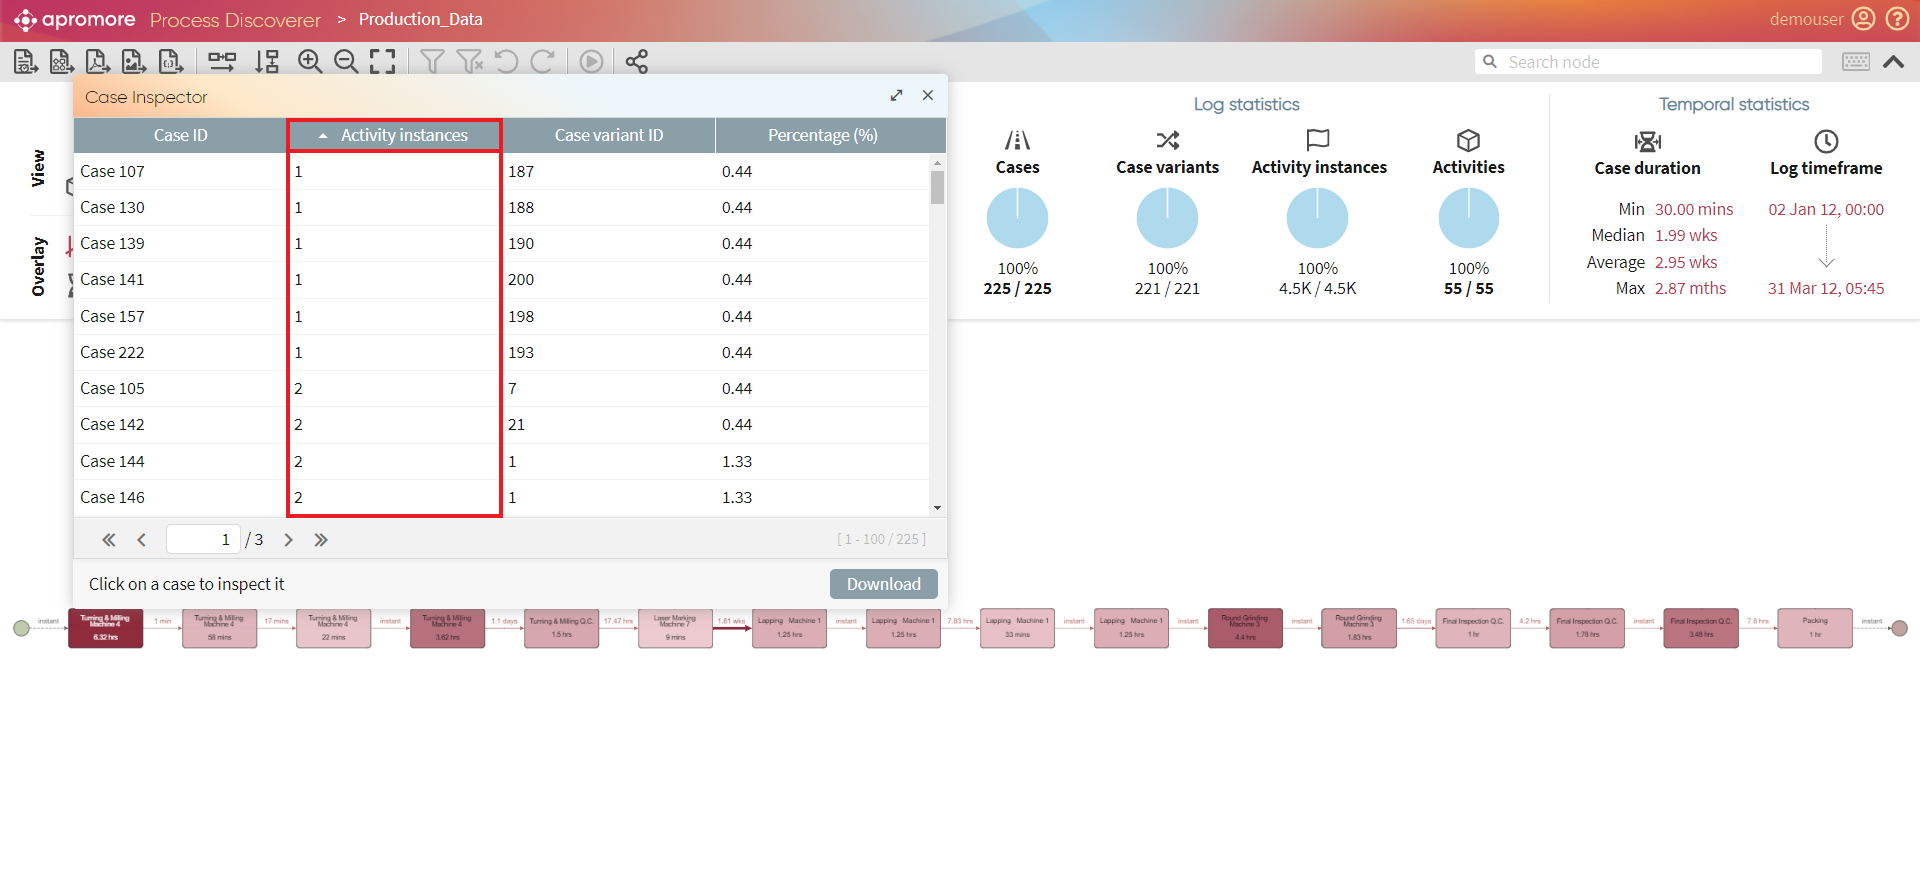 apromore Process Discoverer > Production_Data demouser
Search node
Case Inspector
Case ID Activity instances Case variant ID Percentage (%)
Case 107 1 187 0.44
Case 130 1 188 0.44
Case 139 1 190 0.44
Case 141 1 200 0.44
Case 157 1 198 0.44
Case 222 1 193 0.44
Case 105 2 7 0.44
Case 142 2 21 0.44
Case 144 2 1 1.33
Case 146 2 1 1.33
1 / 3 [ 1 - 100 / 225 ]
Click on a case to inspect it Download
View
Overlay
Log statistics
Cases Case variants Activity instances Activities
100% 100% 100% 100%
225 / 225 221 / 221 4.5K / 4.5K 55 / 55
Temporal statistics
Case duration Log timeframe
Min 30.00 mins 02 Jan 12, 00:00
Median 1.99 wks
Average 2.95 wks
Max 2.87 mths 31 Mar 12, 05:45
instant
Turning & Milling
Machine 4
6.32 hrs
1 min
Turning & Milling
Machine 4
58 mins
17 mins
Turning & Milling
Machine 4
22 mins
instant
Turning & Milling
Machine 4
3.62 hrs
1.1 days
Turning & Milling Q.C.
1.5 hrs
17.47 hrs
Laser Marking
Machine 7
9 mins
1.81 wks
Lapping Machine 1
1.25 hrs
instant
Lapping Machine 1
1.25 hrs
7.83 hrs
Lapping Machine 1
33 mins
instant
Lapping Machine 1
1.25 hrs
instant
Round Grinding
Machine 3
4.4 hrs
instant
Round Grinding
Machine 3
1.83 hrs
1.65 days
Final Inspection Q.C.
1 hr
4.2 hrs
Final Inspection Q.C.
1.78 hrs
instant
Final Inspection Q.C.
3.48 hrs
7.8 hrs
Packing
1 hr
instant